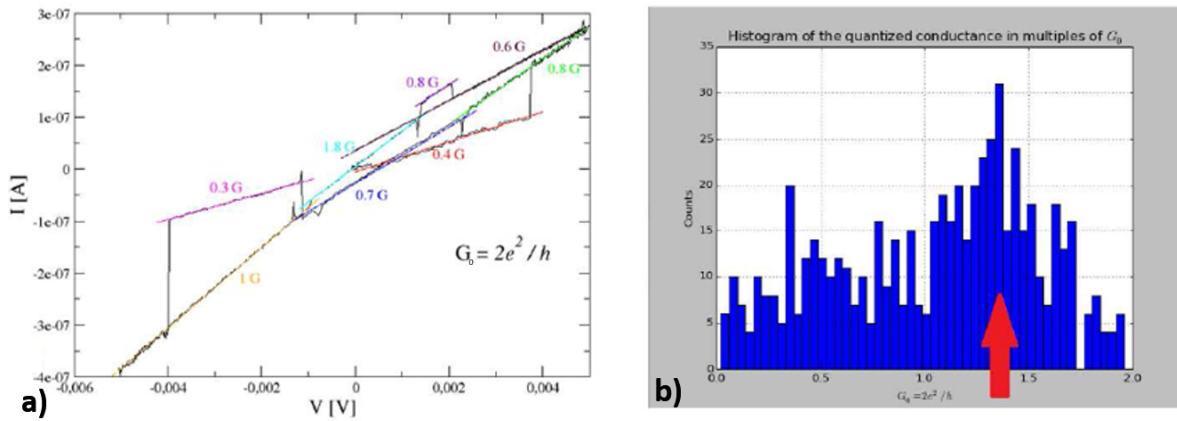 3e-07
2e-07
1e-07
0
-1e-07
-2e-07
-3e-07
-4e-07
I [A]
0.6 G
0.8 G
0.8 G
1.8 G
0.4 G
0.3 G
0.7 G
1 G
G₀ = 2e²/h
-0,006
-0,004
-0,002
0
0,002
0,004
V [V]
a)
Histogram of the quantized conductance in multiples of G₀
35
30
25
20
15
10
5
0
Counts
0.0
0.5
1.0
1.5
2.0
G₀ =2e²/h
b)